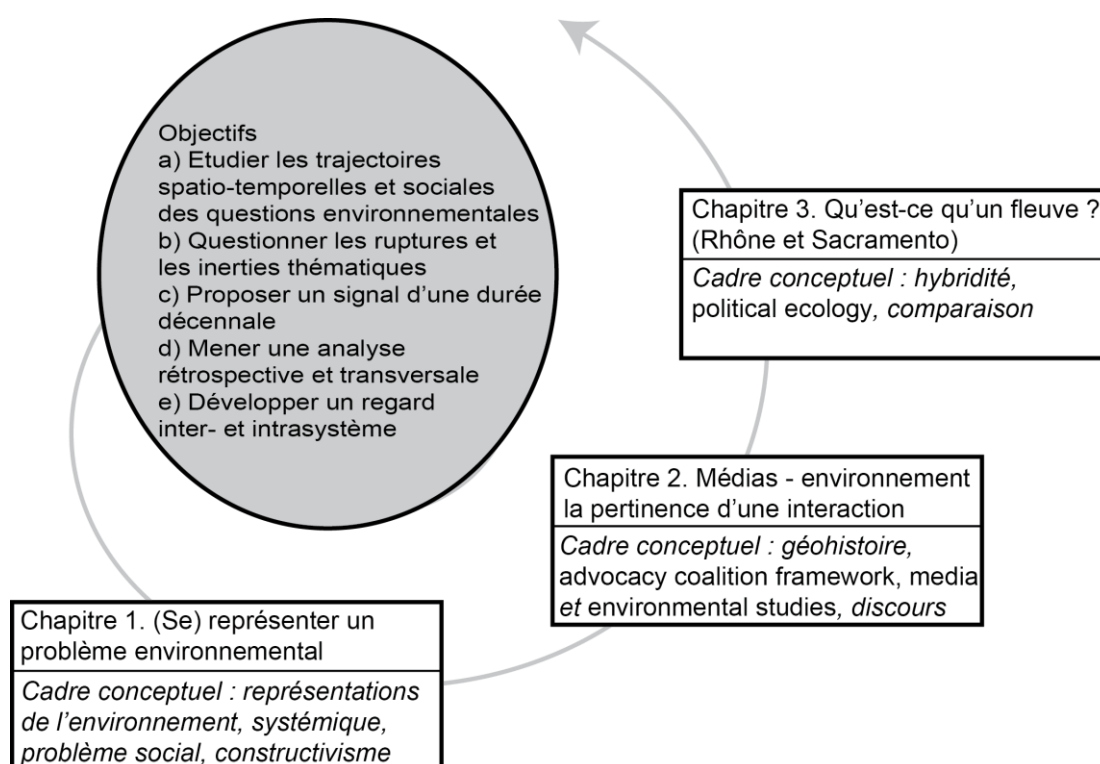 Objectifs
a) Etudier les trajectoires
spatio-temporelles et sociales
des questions environnementales
b) Questionner les ruptures et
les inerties thématiques
c) Proposer un signal d'une durée
décennale
d) Mener une analyse
rétrospective et transversale
e) Développer un regard
inter- et intrasystème
Chapitre 1. (Se) représenter un
problème environnemental
Cadre conceptuel : représentations
de l'environnement, systémique,
problème social, constructivisme
Chapitre 2. Médias - environnement
la pertinence d'une interaction
Cadre conceptuel : géohistoire,
advocacy coalition framework, media
et environmental studies, discours
Chapitre 3. Qu'est-ce qu'un fleuve ?
(Rhône et Sacramento)
Cadre conceptuel : hybridité,
political ecology, comparaison